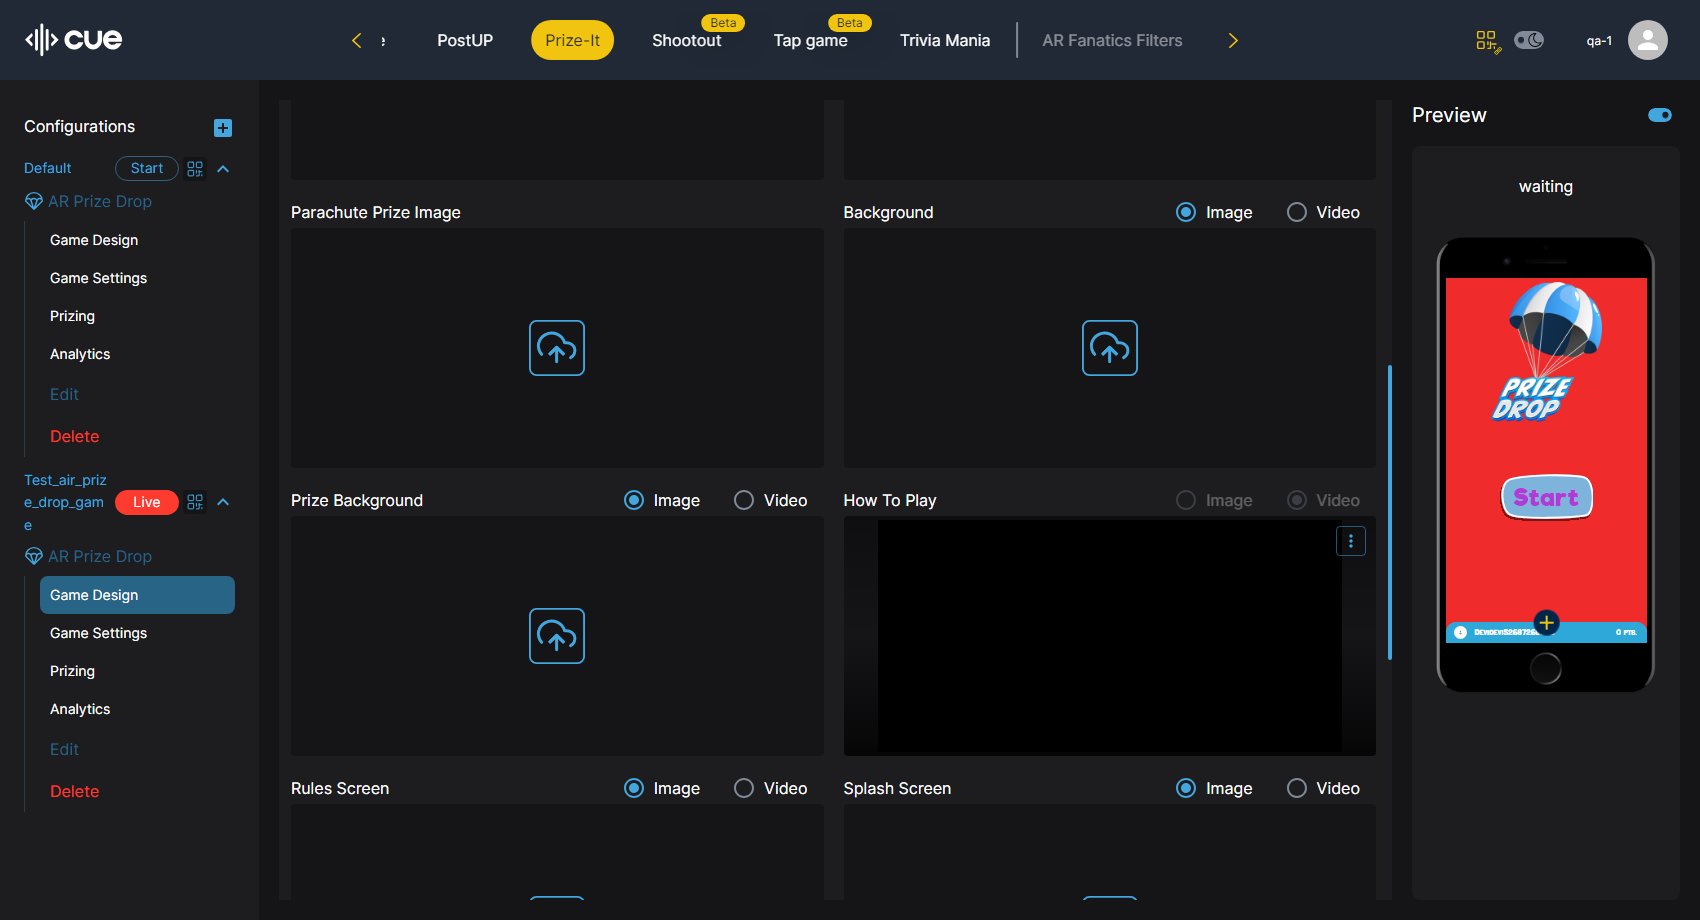 cue
PostUP
Prize-It
Shootout
Beta
Tap game
Beta
Trivia Mania
AR Fanatics Filters
qa-1
Configurations
Default
Start
AR Prize Drop
Game Design
Game Settings
Prizing
Analytics
Edit
Delete
Test_air_priz
e_drop_gam
e
Live
AR Prize Drop
Game Design
Game Settings
Prizing
Analytics
Edit
Delete
Parachute Prize Image
Background
Image
Video
Prize Background
Image
Video
How To Play
Image
Video
Rules Screen
Image
Video
Splash Screen
Image
Video
Preview
waiting
PRIZE
DROP
Start
0 PTS.